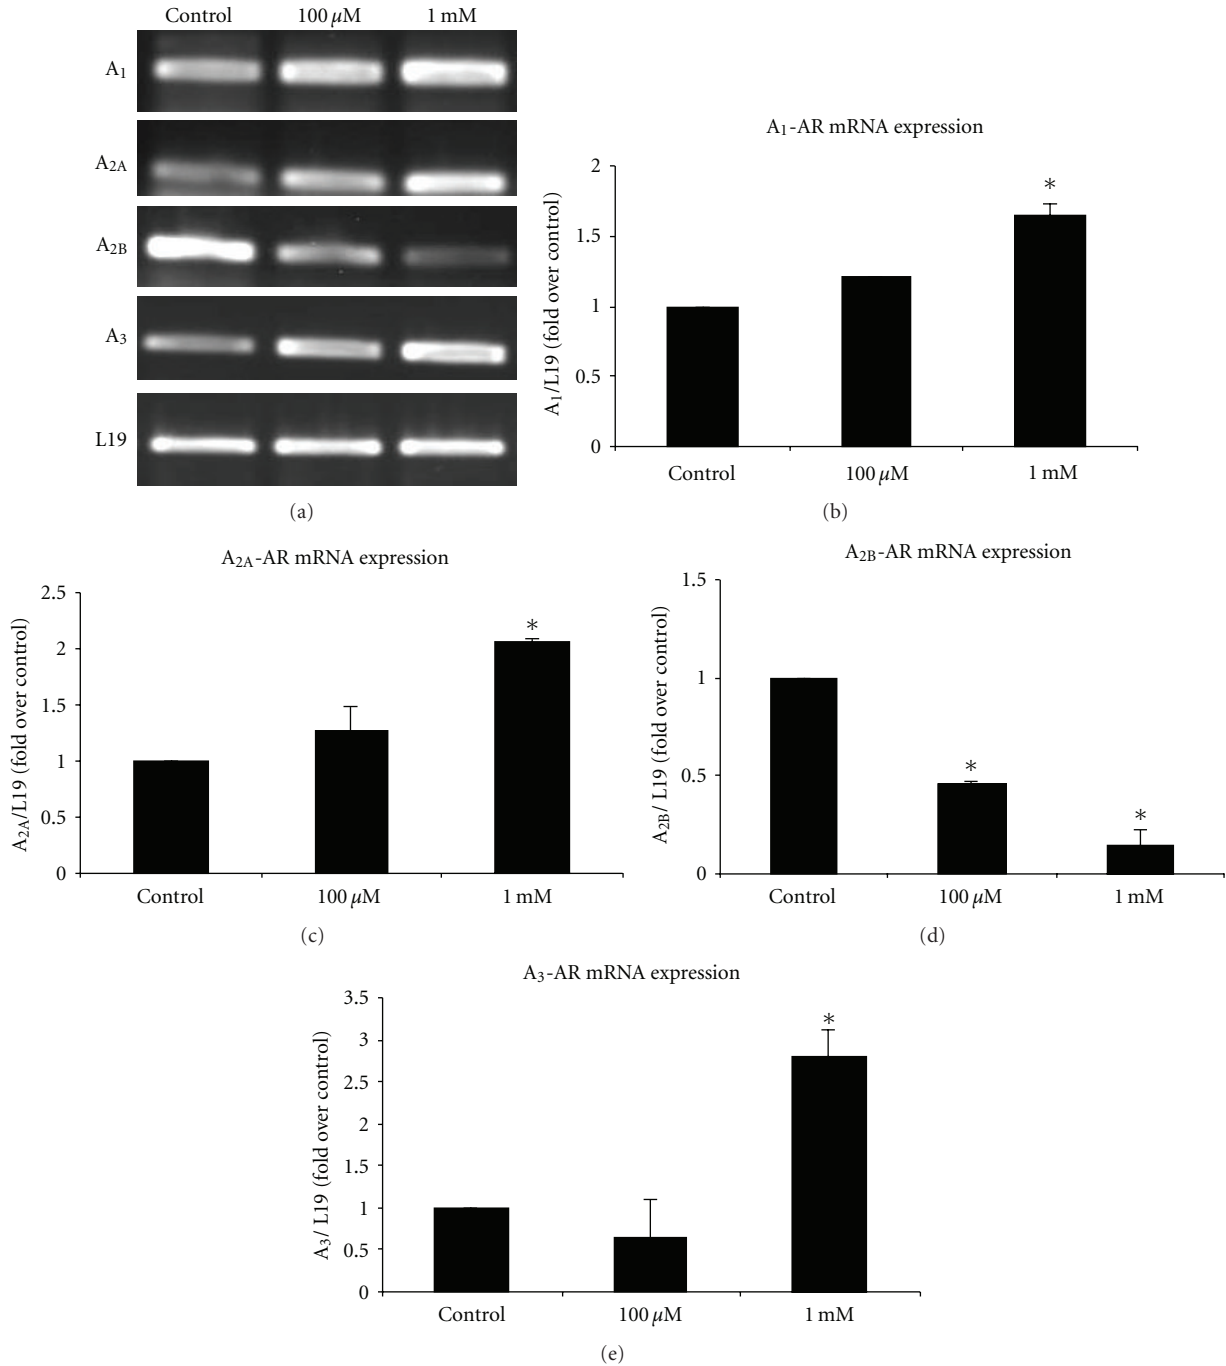 Control 100 μM 1 mM
A1
A2A
A2B
A3
L19
(a)
A1-AR mRNA expression
A1/L19 (fold over control)
2
1.5
1
0.5
0
Control 100 μM 1 mM
(b)
A2A-AR mRNA expression
A2A/L19 (fold over control)
2.5
2
1.5
1
0.5
0
*
Control 100 μM 1 mM
(c)
A2B-AR mRNA expression
A2B/ L19 (fold over control)
1.5
1
0.5
0
*
*
Control 100 μM 1 mM
(d)
A3-AR mRNA expression
A3/ L19 (fold over control)
3.5
3
2.5
2
1.5
1
0.5
0
*
Control 100 μM 1 mM
(e)